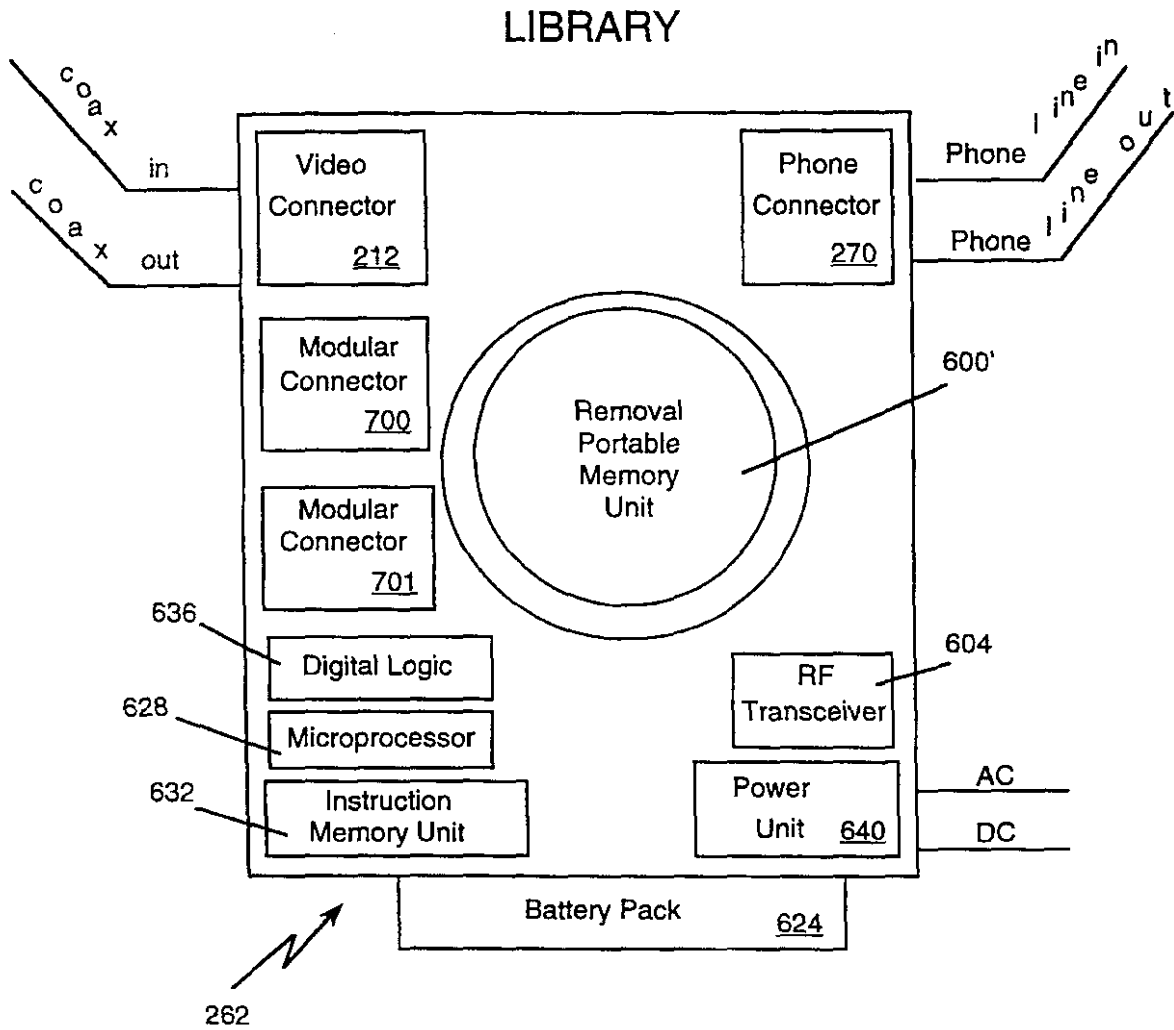 LIBRARY
coax in
coax out
Phone line in
Phone line out
Video
Connector
212
Phone
Connector
270
Modular
Connector
700
600'
Removal
Portable
Memory
Unit
Modular
Connector
701
636
Digital Logic
604
RF
Transceiver
628
Microprocessor
632
Instruction
Memory Unit
Power
Unit
640
AC
DC
Battery Pack
624
262